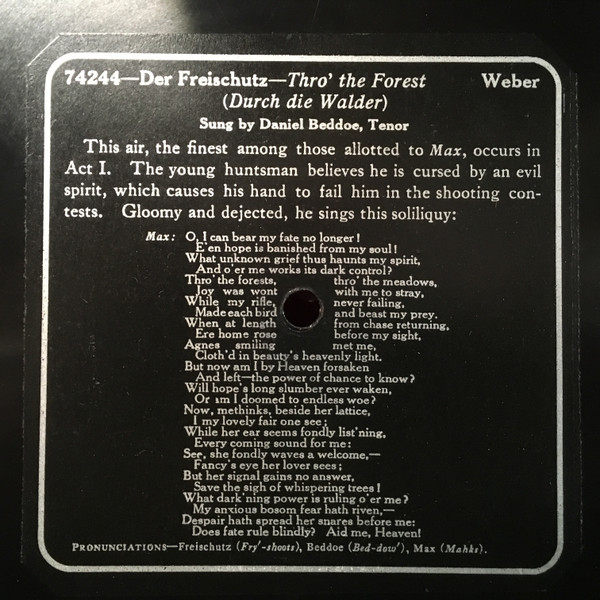 74244—Der Freischutz—Thro' the Forest Weber
(Durch die Walder)
Sung by Daniel Beddoe, Tenor
This air, the finest among those allotted to Max, occurs in
Act I. The young huntsman believes he is cursed by an evil
spirit, which causes his hand to fail him in the shooting con-
tests. Gloomy and dejected, he sings this soliliquy:
Max: O, I can bear my fate no longer!
E'en hope is banished from my soul!
What unknown grief thus haunts my spirit,
And o'er me works its dark control?
Thro' the forests, thro' the meadows,
Joy was wont with me to stray,
While my rifle, never failing,
Made each bird and beast my prey.
When at length from chase returning,
Ere home rose before my sight,
Agnes smiling met me,
Cloth'd in beauty's heavenly light.
But now am I by Heaven forsaken
And left—the power of chance to know?
Will hope's long slumber ever waken,
Or am I doomed to endless woe?
Now, methinks, beside her lattice,
I my lovely fair one see;
While her ear seems fondly list'ning,
Every coming sound for me:
See, she fondly waves a welcome,—
Fancy's eye her lover sees;
But her signal gains no answer,
Save the sigh of whispering trees!
What dark'ning power is ruling o'er me?
My anxious bosom fear hath riven,—
Despair hath spread her snares before me:
Does fate rule blindly? Aid me, Heaven!
PRONUNCIATIONS—Freischutz (Fry'-shoots), Beddoe (Bed-dow'), Max (Mahks).